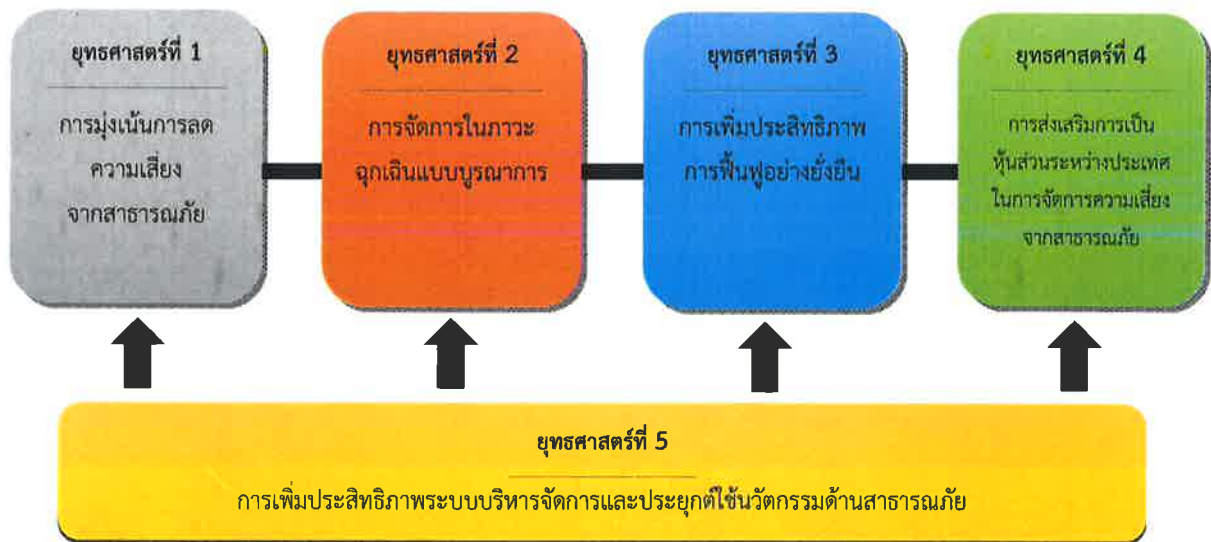 ยุทธศาสตร์ที่ 1
การมุ่งเน้นการลด
ความเสี่ยง
จากสาธารณภัย
ยุทธศาสตร์ที่ 2
การจัดการในภาวะ
ฉุกเฉินแบบบูรณาการ
ยุทธศาสตร์ที่ 3
การเพิ่มประสิทธิภาพ
การฟื้นฟูอย่างยั่งยืน
ยุทธศาสตร์ที่ 4
การส่งเสริมการเป็น
หุ้นส่วนระหว่างประเทศ
ในการจัดการความเสี่ยง
จากสาธารณภัย
ยุทธศาสตร์ที่ 5
การเพิ่มประสิทธิภาพระบบบริหารจัดการและประยุกต์ใช้นวัตกรรมด้านสาธารณภัย